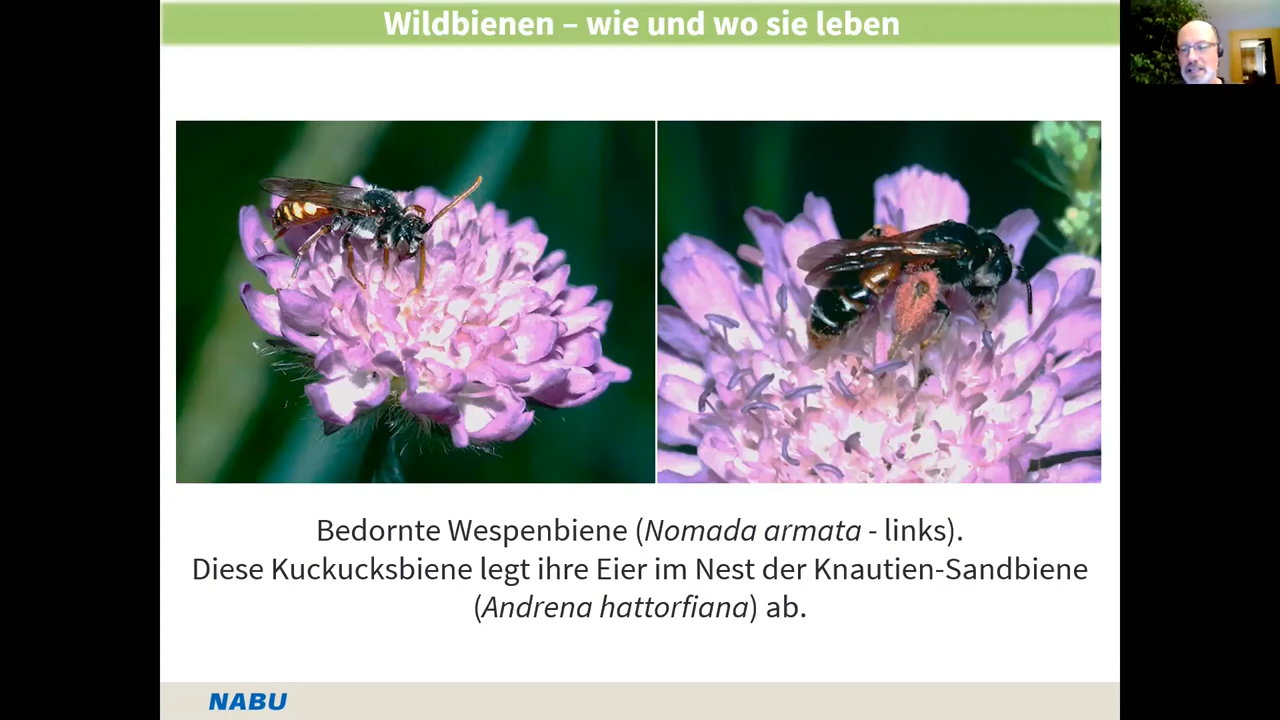 Wildbienen – wie und wo sie leben
Bedornte Wespenbiene (Nomada armata - links).
Diese Kuckucksbiene legt ihre Eier im Nest der Knautien-Sandbiene
(Andrena hattorfiana) ab.
NABU